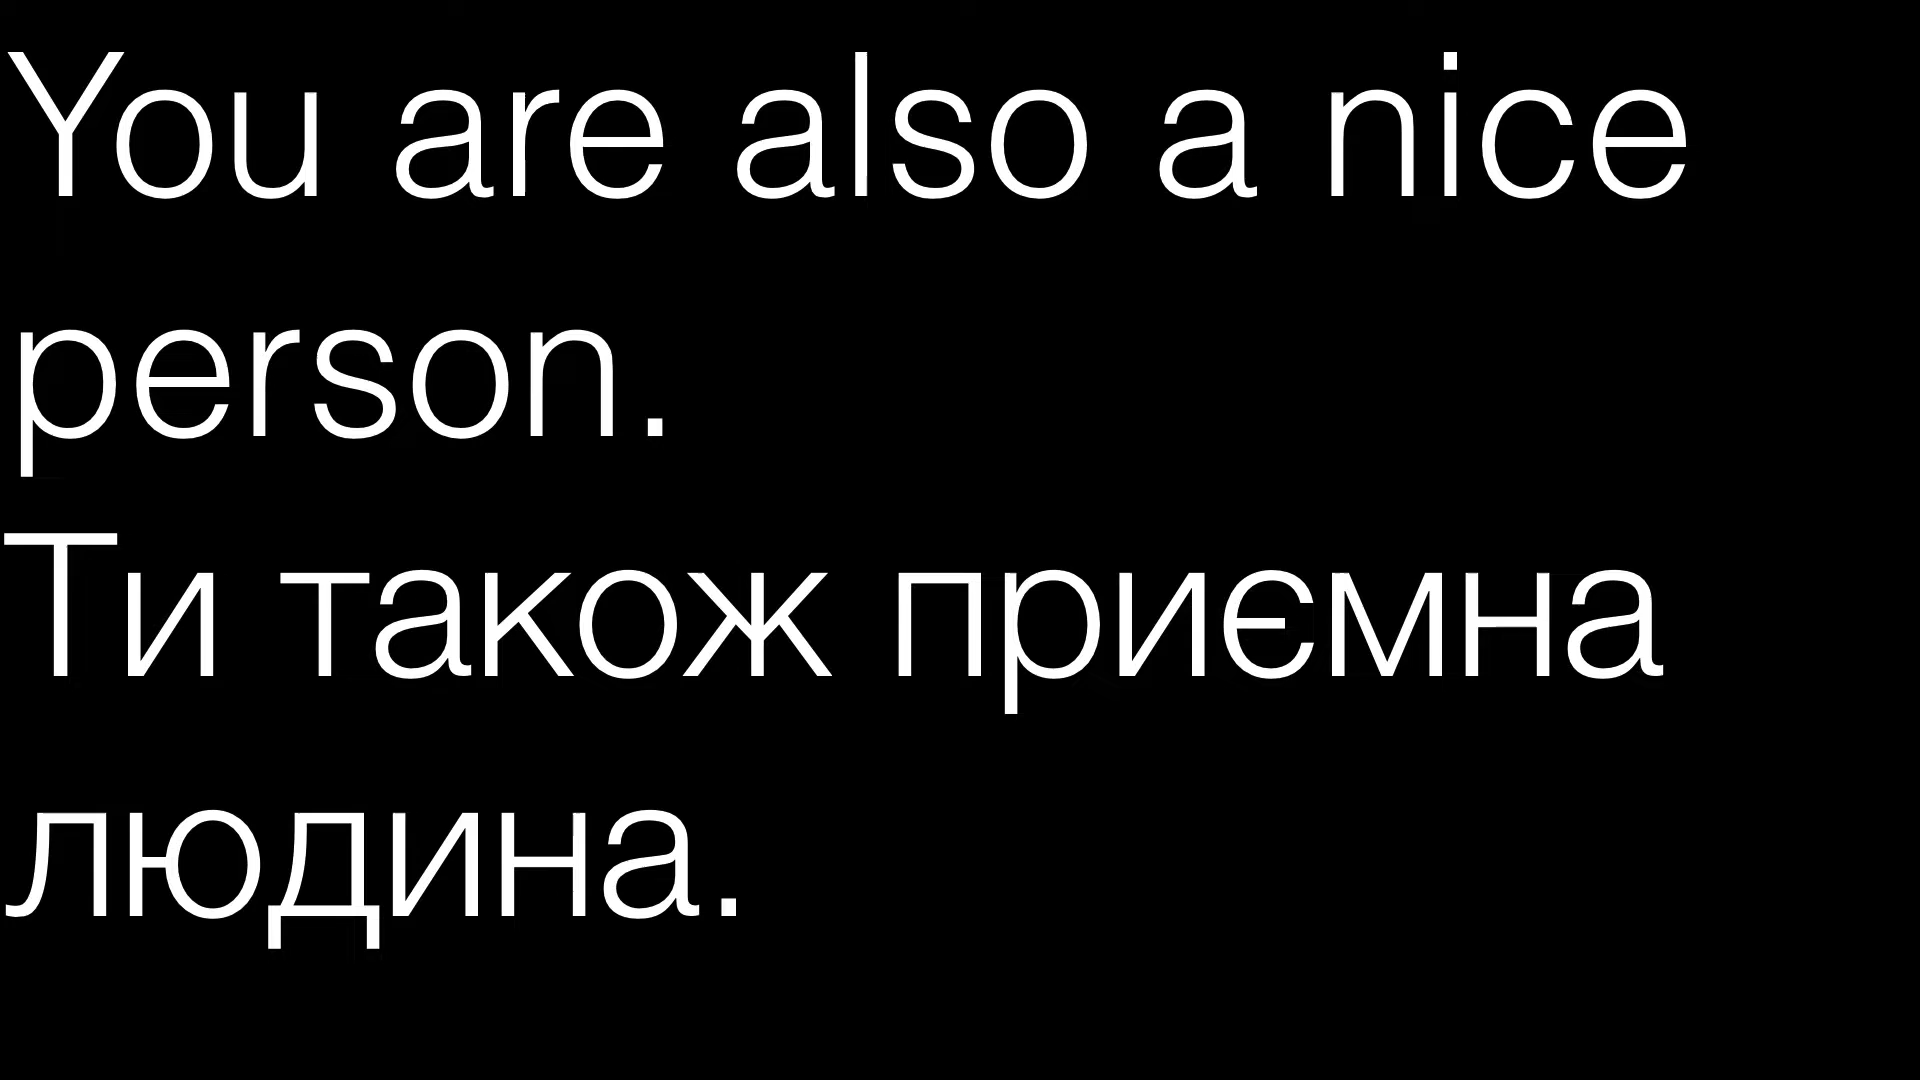 You are also a nice
person.
Ти також приємна
людина.